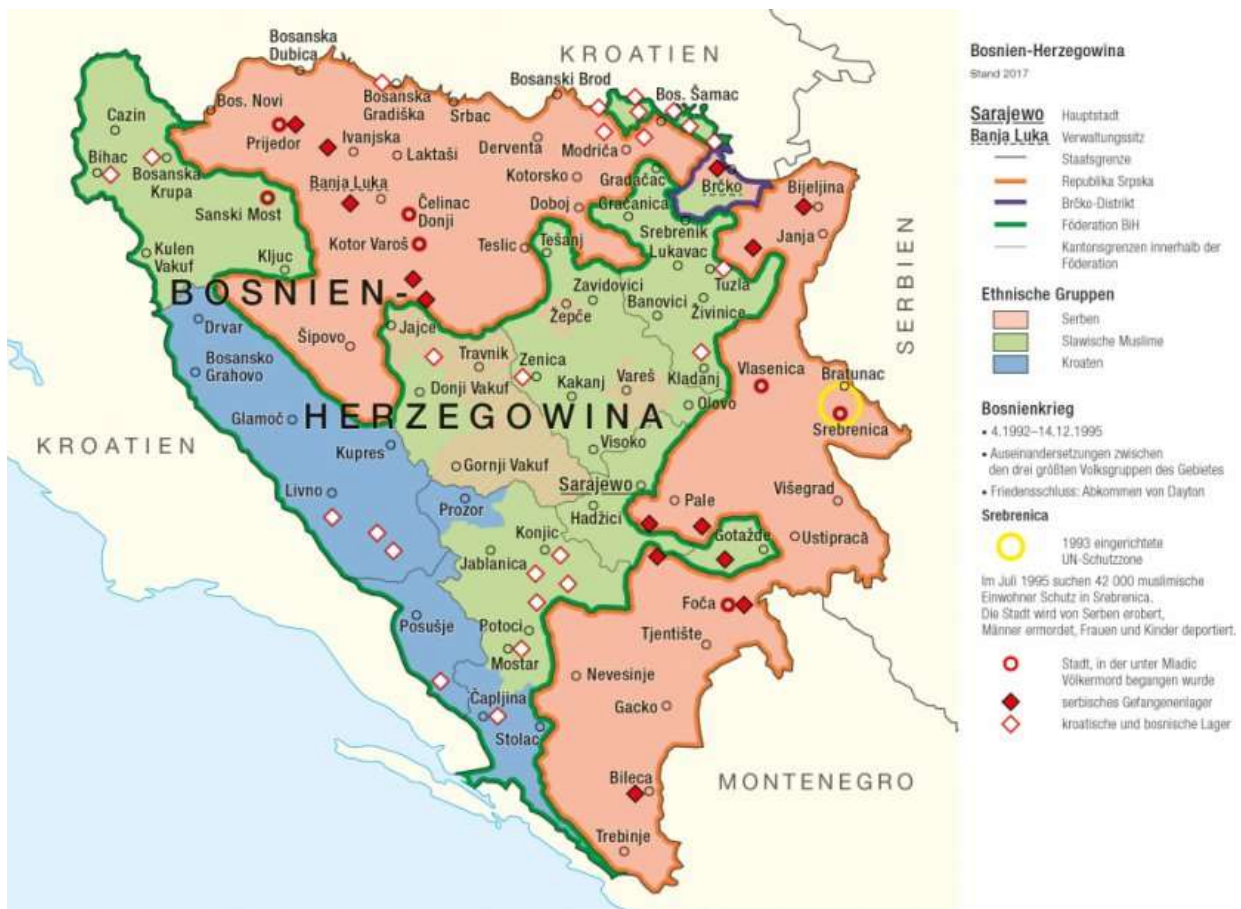 KROATIEN
Bosanska
Dubica
Bosanski Brod
Bos. Novi
Bosanska
Gradiška
Srbac
Bos. Šamac
Cazin
Prijedor
Ivanjska
Laktaši
Derventa
Modriča
Bihac
Bosanska
Krupa
Banja Luka
Kotorsko
Gradačac
Brčko
Bijeljina
Sanski Most
Čelinac
Donji
Doboj
Gračanica
Janja
Kotor Varoš
Srebrenik
Kulen
Vakuf
Kljuc
Teslic
Tešanj
Lukavac
Tuzla
SERBIEN
BOSNIEN-
HERZEGOWINA
Zavidovici
Banovici
Živinice
Žepče
Drvar
Šipovo
Jajce
Travnik
Zenica
Bosansko
Grahovo
Donji Vakuf
Kakanj
Vareš
Kladanj
Vlasenica
Bratunac
Glamoč
Olovo
Srebrenica
KROATIEN
Kupres
Visoko
Gornji Vakuf
Livno
Prozor
Sarajewo
Pale
Višegrad
Hadžici
Konjic
Jablanica
Gotažde
Ustipracă
Foča
Posušje
Potoci
Tjentište
Mostar
Nevesinje
Čapljina
Gacko
Stolac
Bileca
MONTENEGRO
Trebinje
Bosnien-Herzegowina
Stand 2017
Sarajewo Hauptstadt
Banja Luka Verwaltungssitz
Staatsgrenze
Republika Srpska
Brčko-Distrikt
Föderation BiH
Kantonsgrenzen innerhalb der
Föderation
Ethnische Gruppen
Serben
Slawische Muslime
Kroaten
Bosnienkrieg
• 4.1992–14.12.1995
• Auseinandersetzungen zwischen
den drei größten Volksgruppen des Gebietes
• Friedensschluss: Abkommen von Dayton
Srebrenica
1993 eingerichtete
UN-Schutzzone
Im Juli 1995 suchen 42 000 muslimische
Einwohner Schutz in Srebrenica.
Die Stadt wird von Serben erobert,
Männer ermordet, Frauen und Kinder deportiert.
Stadt, in der unter Mladic
Völkermord begangen wurde
serbisches Gefangenenlager
kroatische und bosnische Lager